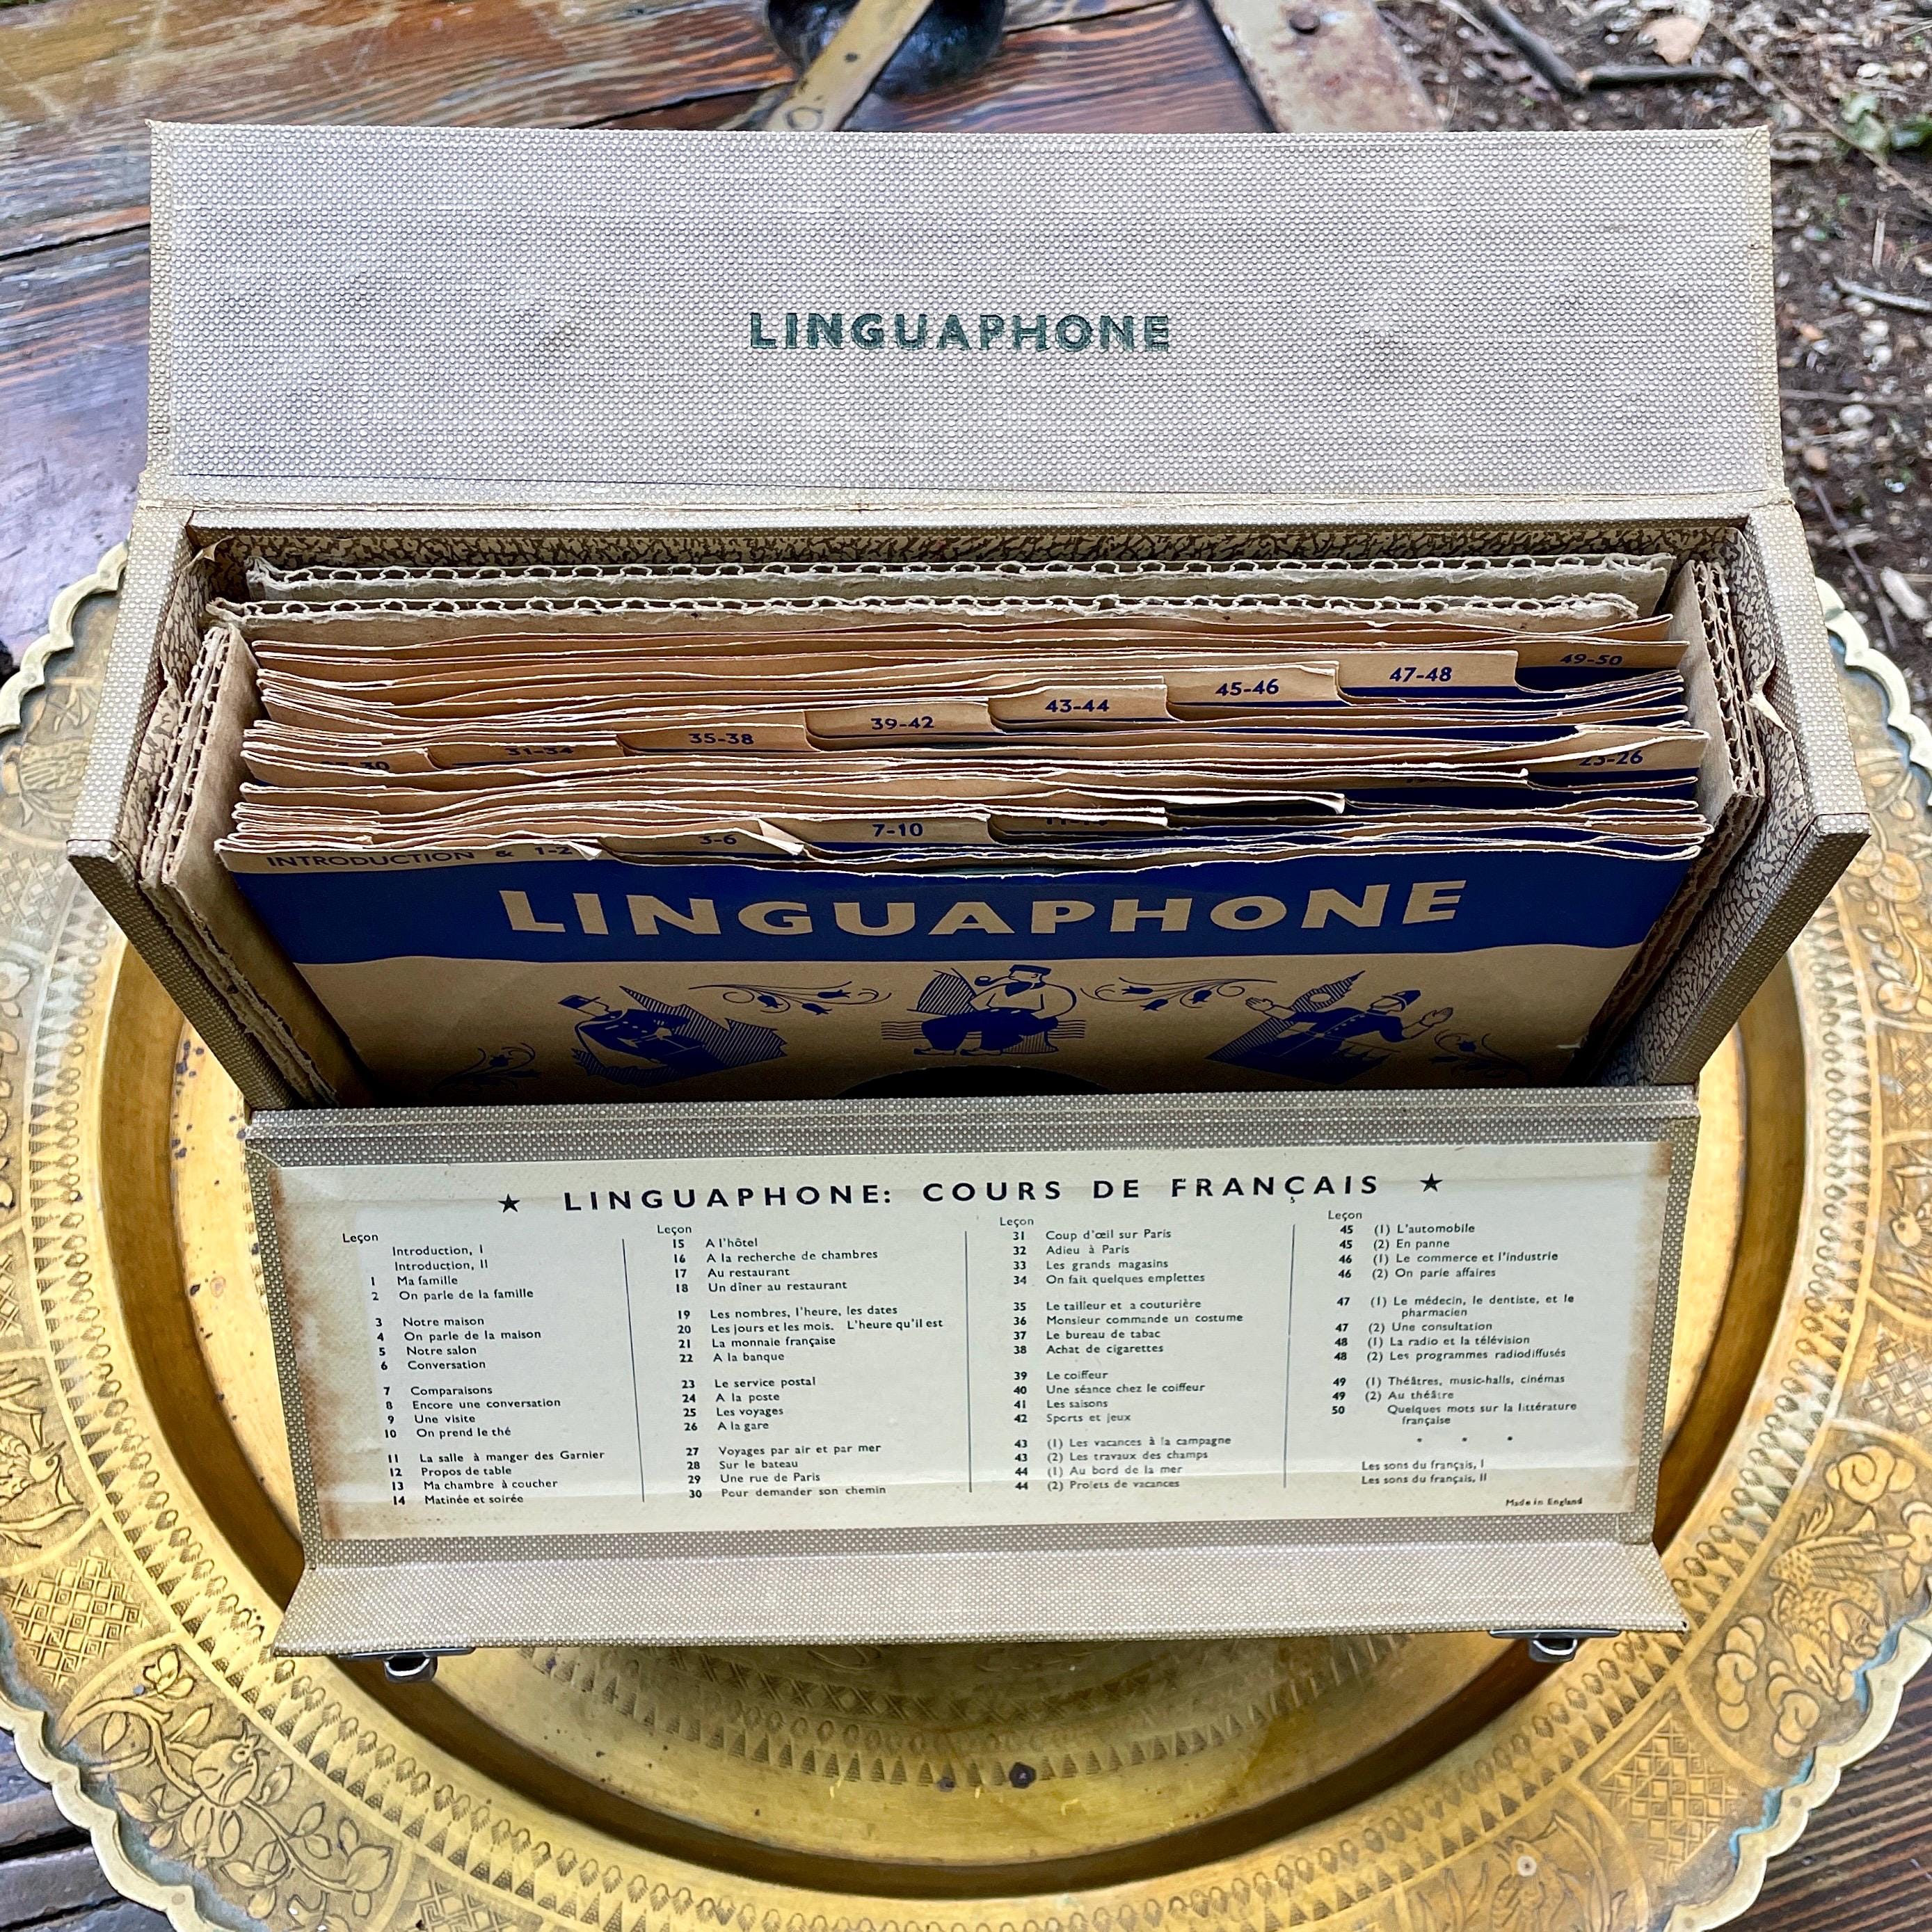 LINGUAPHONE
49-50
47-48
45-46
43-44
39-42
35-38
31-34
23-26
7-10
3-6
INTRODUCTION & 1-2
LINGUAPHONE
★ LINGUAPHONE: COURS DE FRANÇAIS ★
Leçon
Introduction, I
Introduction, II
1 Ma famille
2 On parle de la famille
3 Notre maison
4 On parle de la maison
5 Notre salon
6 Conversation
7 Comparaisons
8 Encore une conversation
9 Une visite
10 On prend le thé
11 La salle à manger des Garnier
12 Propos de table
13 Ma chambre à coucher
14 Matinée et soirée
Leçon
15 A l'hôtel
16 A la recherche de chambres
17 Au restaurant
18 Un dîner au restaurant
19 Les nombres, l'heure, les dates
20 Les jours et les mois. L'heure qu'il est
21 La monnaie française
22 A la banque
23 Le service postal
24 A la poste
25 Les voyages
26 A la gare
27 Voyages par air et par mer
28 Sur le bateau
29 Une rue de Paris
30 Pour demander son chemin
Leçon
31 Coup d'œil sur Paris
32 Adieu à Paris
33 Les grands magasins
34 On fait quelques emplettes
35 Le tailleur et a couturière
36 Monsieur commande un costume
37 Le bureau de tabac
38 Achat de cigarettes
39 Le coiffeur
40 Une séance chez le coiffeur
41 Les saisons
42 Sports et jeux
43 (1) Les vacances à la campagne
43 (2) Les travaux des champs
44 (1) Au bord de la mer
44 (2) Projets de vacances
Leçon
45 (1) L'automobile
45 (2) En panne
46 (1) Le commerce et l'industrie
46 (2) On parle affaires
47 (1) Le médecin, le dentiste, et le
pharmacien
47 (2) Une consultation
48 (1) La radio et la télévision
48 (2) Les programmes radiodiffusés
49 (1) Théâtres, music-halls, cinémas
49 (2) Au théâtre
50 Quelques mots sur la littérature
française
Les sons du français, I
Les sons du français, II
Made in England